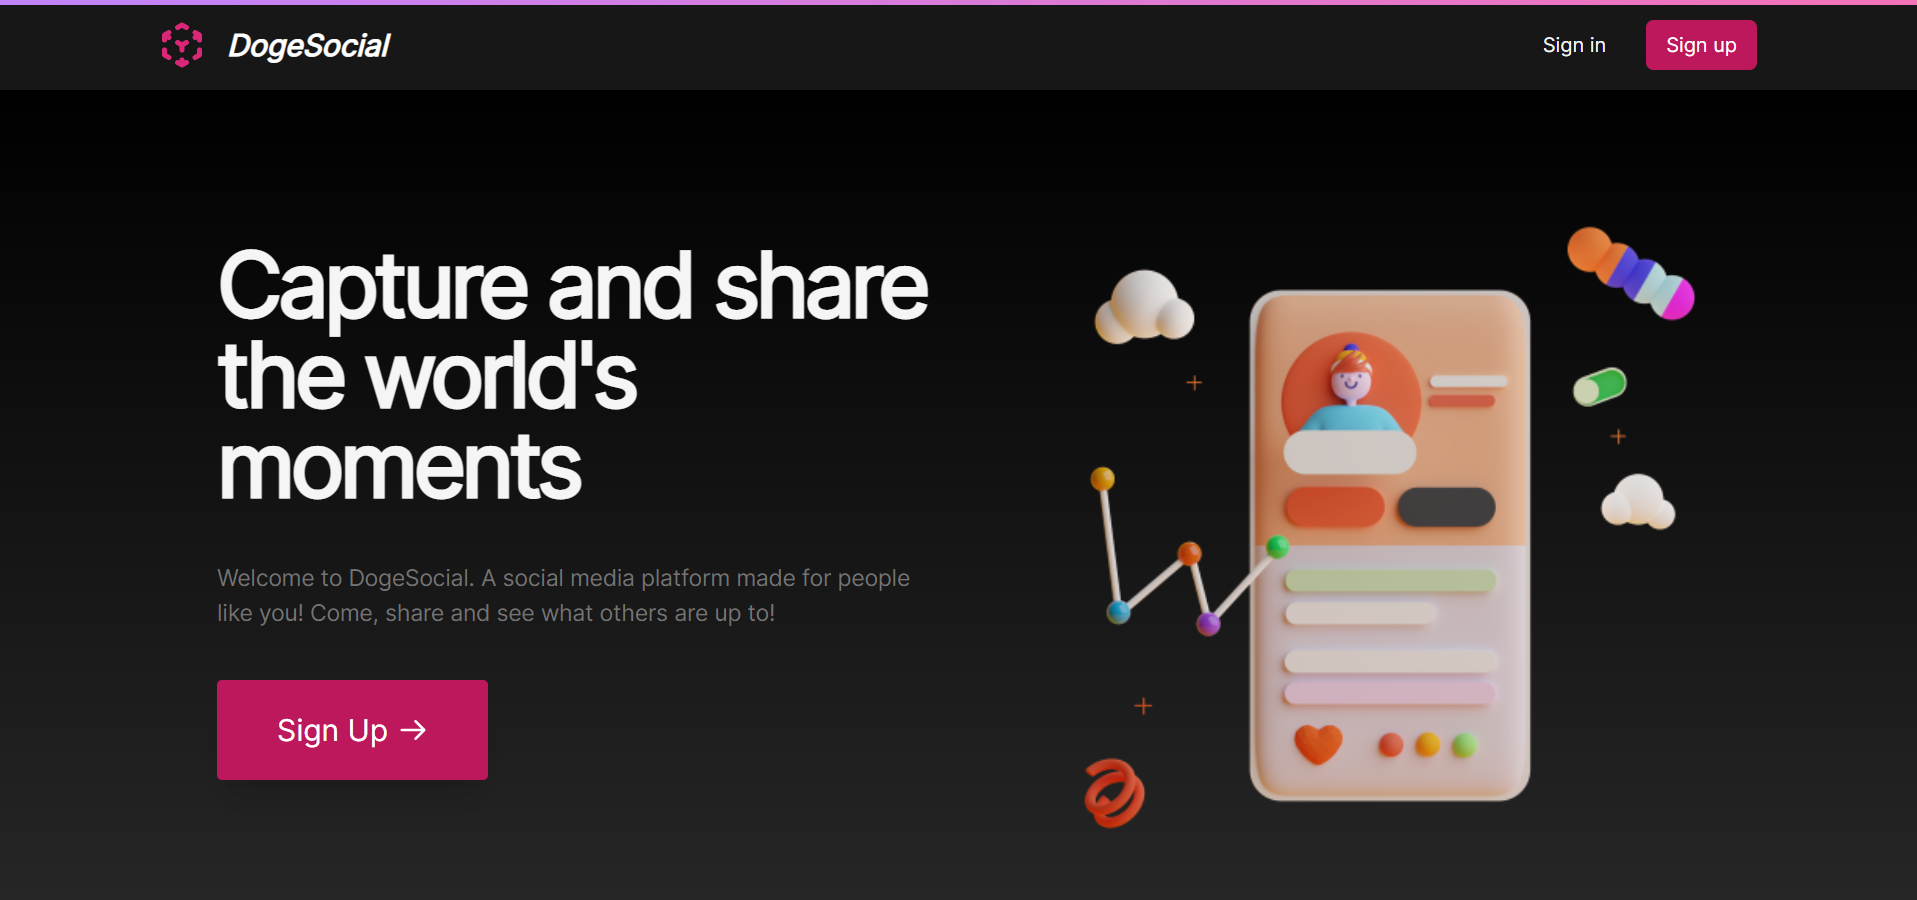 DogeSocial
Sign in
Sign up
Capture and share
the world's
moments
Welcome to DogeSocial. A social media platform made for people
like you! Come, share and see what others are up to!
Sign Up →